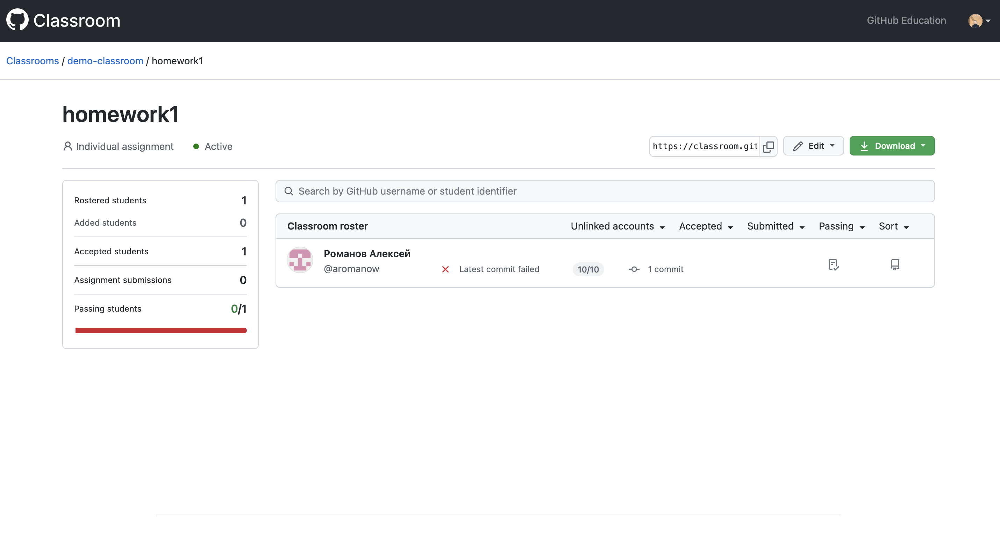 Classroom
GitHub Education
Classrooms / demo-classroom / homework1
homework1
Individual assignment
Active
https://classroom.git
Edit
Download
Rostered students 1
Added students 0
Accepted students 1
Assignment submissions 0
Passing students 0/1
Search by GitHub username or student identifier
Classroom roster
Unlinked accounts
Accepted
Submitted
Passing
Sort
Романов Алексей
@aromanow
Latest commit failed
10/10
1 commit